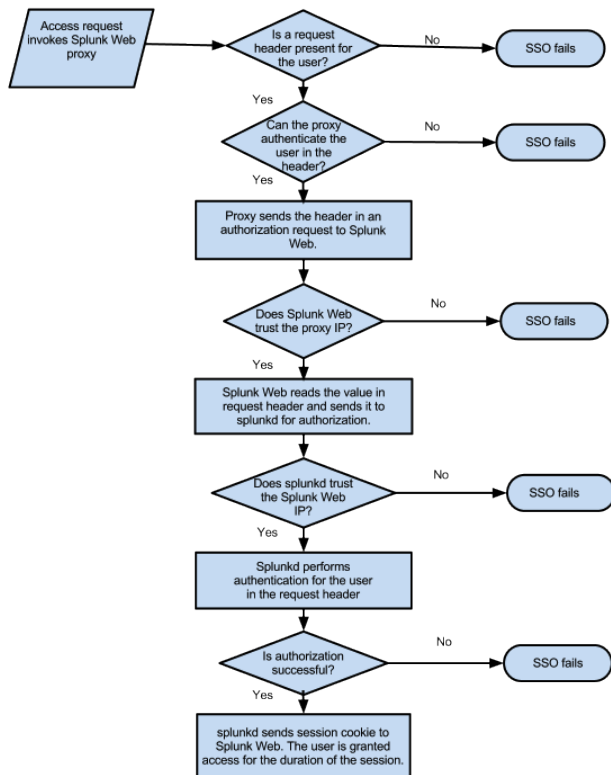 Access request
invokes Splunk Web
proxy
Is a request
header present for
the user?
No
SSO fails
Yes
Can the proxy
authenticate the
user in the
header?
No
SSO fails
Yes
Proxy sends the header in an
authorization request to Splunk
Web.
Does Splunk Web
trust the proxy IP?
No
SSO fails
Yes
Splunk Web reads the value in
request header and sends it to
splunkd for authorization.
Does splunkd trust
the Splunk Web
IP?
No
SSO fails
Yes
Splunkd performs
authentication for the user
in the request header
Is authorization
successful?
No
SSO fails
Yes
splunkd sends session cookie to
Splunk Web. The user is granted
access for the duration of the session.